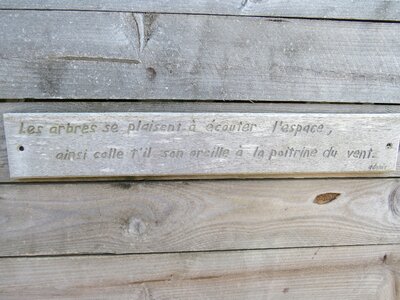 Les arbres se plaisent à écouter l'espace,
ainsi colle t'il son oreille à la poitrine du vent.